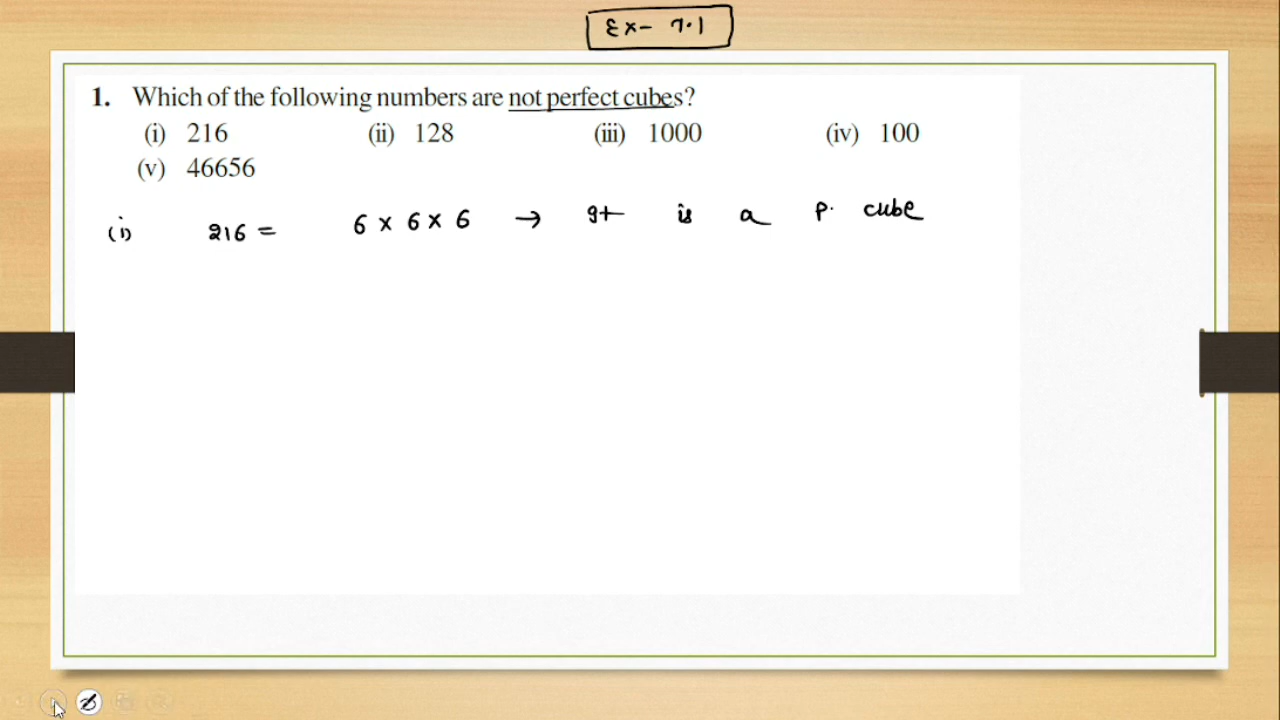 Ex- 7.1
1. Which of the following numbers are not perfect cubes?
(i) 216 (ii) 128 (iii) 1000 (iv) 100
(v) 46656
(i) 216 = 6 × 6 × 6 → It is a p. cube